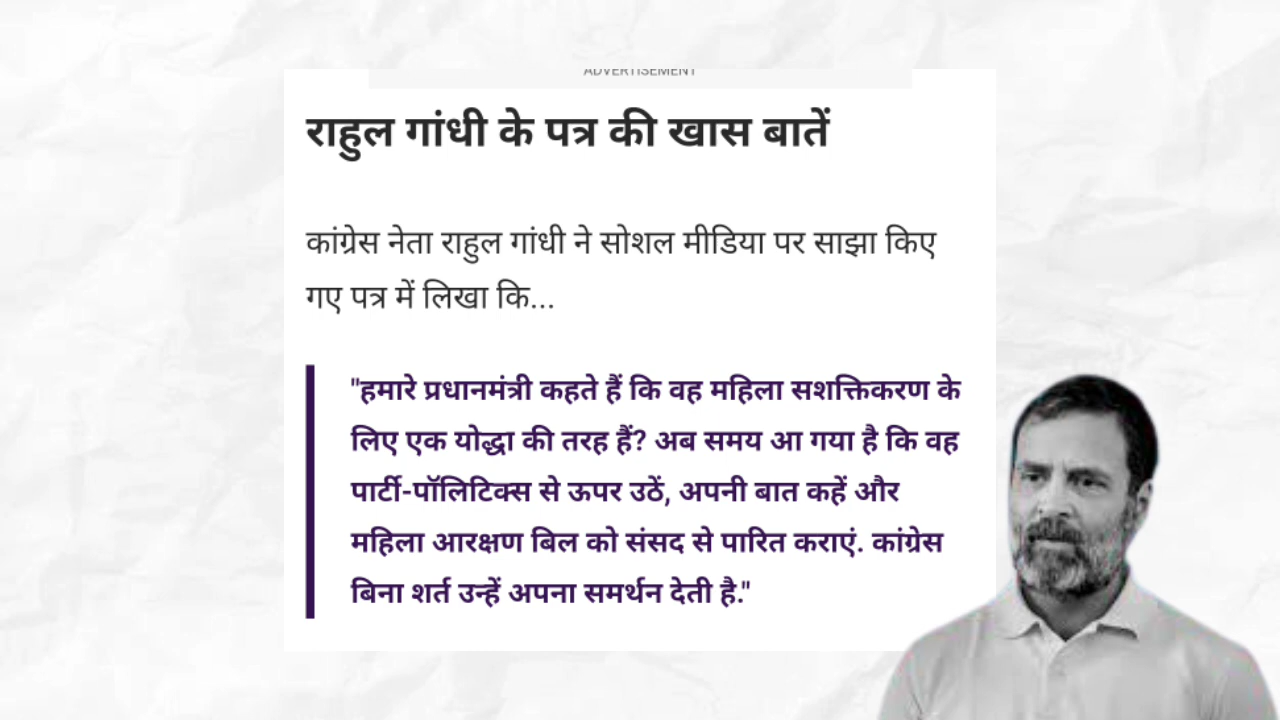 ADVERTISEMENT
राहुल गांधी के पत्र की खास बातें
कांग्रेस नेता राहुल गांधी ने सोशल मीडिया पर साझा किए
गए पत्र में लिखा कि...
"हमारे प्रधानमंत्री कहते हैं कि वह महिला सशक्तिकरण के
लिए एक योद्धा की तरह हैं? अब समय आ गया है कि वह
पार्टी-पॉलिटिक्स से ऊपर उठें, अपनी बात कहें और
महिला आरक्षण बिल को संसद से पारित कराएं. कांग्रेस
बिना शर्त उन्हें अपना समर्थन देती है."